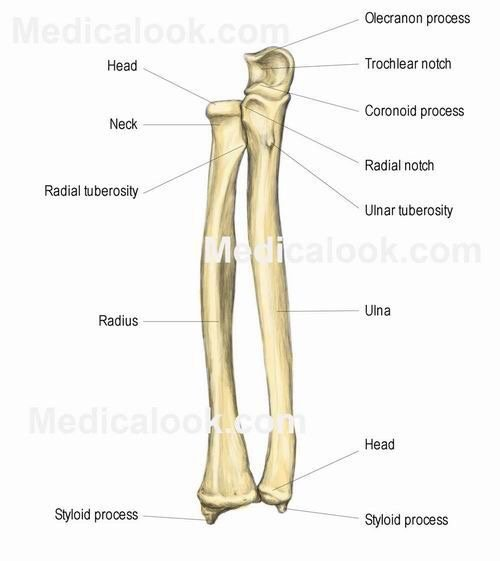 Medicalook.com
Olecranon process
Head
Trochlear notch
Neck
Coronoid process
Radial notch
Radial tuberosity
Ulnar tuberosity
Medicalook.com
Radius
Ulna
Medicalook.com
Head
Styloid process
Styloid process